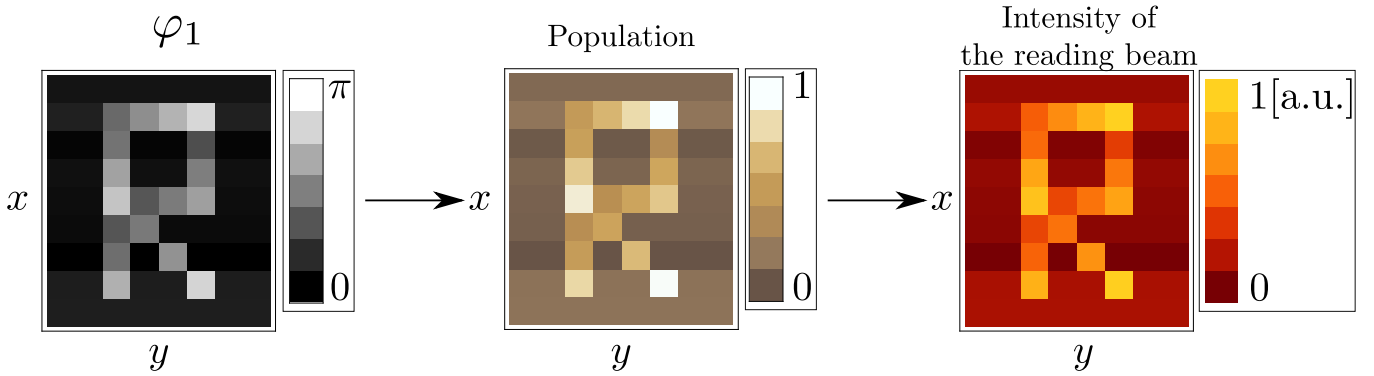 φ1
Population
Intensity of
the reading beam
π
0
1
0
1[a.u.]
0
x
x
x
y
y
y
R
R
R